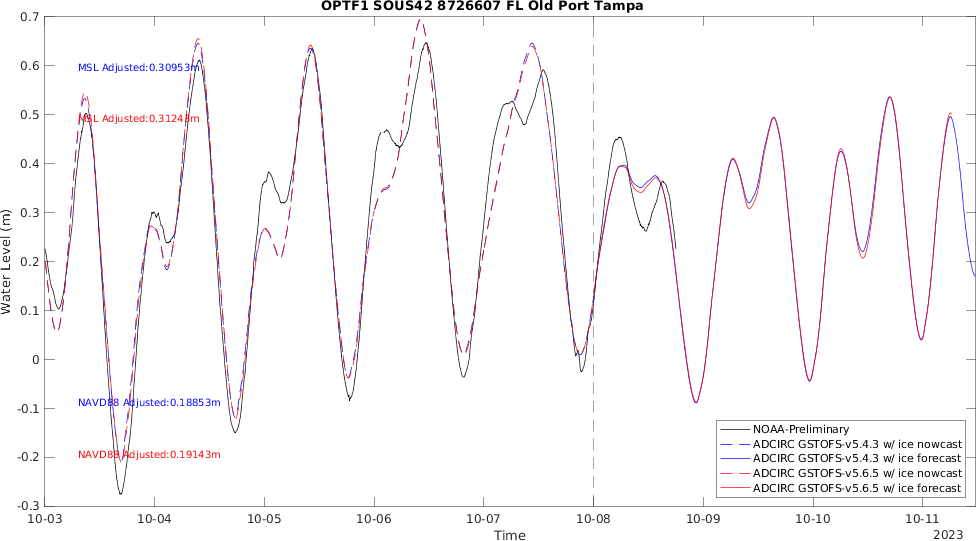 OPTF1 SOUS42 8726607 FL Old Port Tampa
0.7
0.6
0.5
0.4
0.3
0.2
0.1
0
-0.1
-0.2
-0.3
Water Level (m)
MSL Adjusted:0.30953m
MSL Adjusted:0.31243m
NAVD88 Adjusted:0.18853m
NAVD88 Adjusted:0.19143m
NOAA-Preliminary
ADCIRC GSTOFS-v5.4.3 w/ ice nowcast
ADCIRC GSTOFS-v5.4.3 w/ ice forecast
ADCIRC GSTOFS-v5.6.5 w/ ice nowcast
ADCIRC GSTOFS-v5.6.5 w/ ice forecast
10-03 10-04 10-05 10-06 10-07 10-08 10-09 10-10 10-11
Time
2023